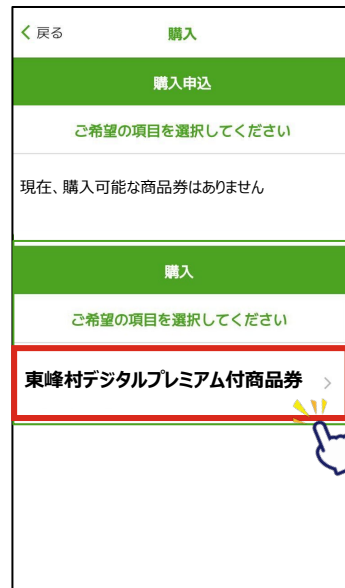 戻る
購入
購入申込
ご希望の項目を選択してください
現在、購入可能な商品券はありません
購入
ご希望の項目を選択してください
東峰村デジタルプレミアム付商品券